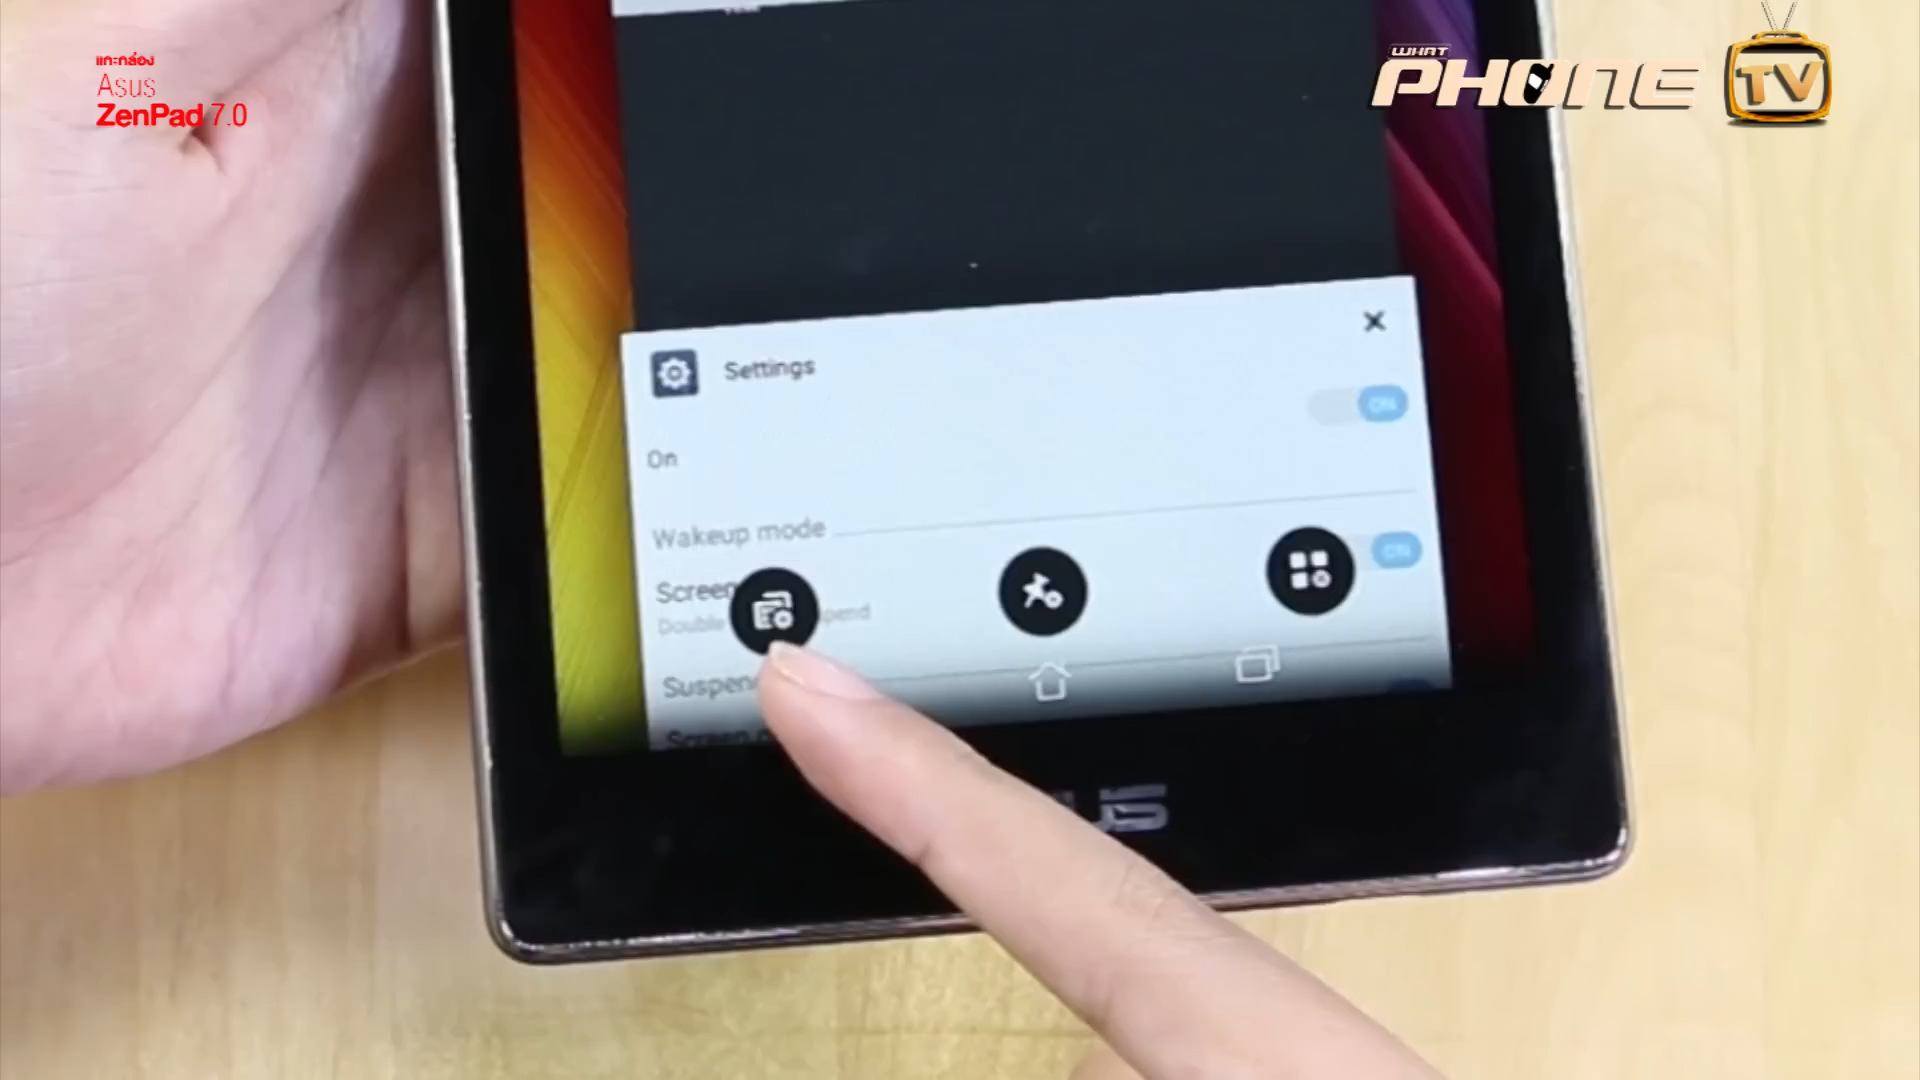 แกะกล่อง
Asus
ZenPad 7.0
WHAT
PHONE TV
Settings
ON
On
Wakeup mode
ON
Screen
Double
Suspen
Screen